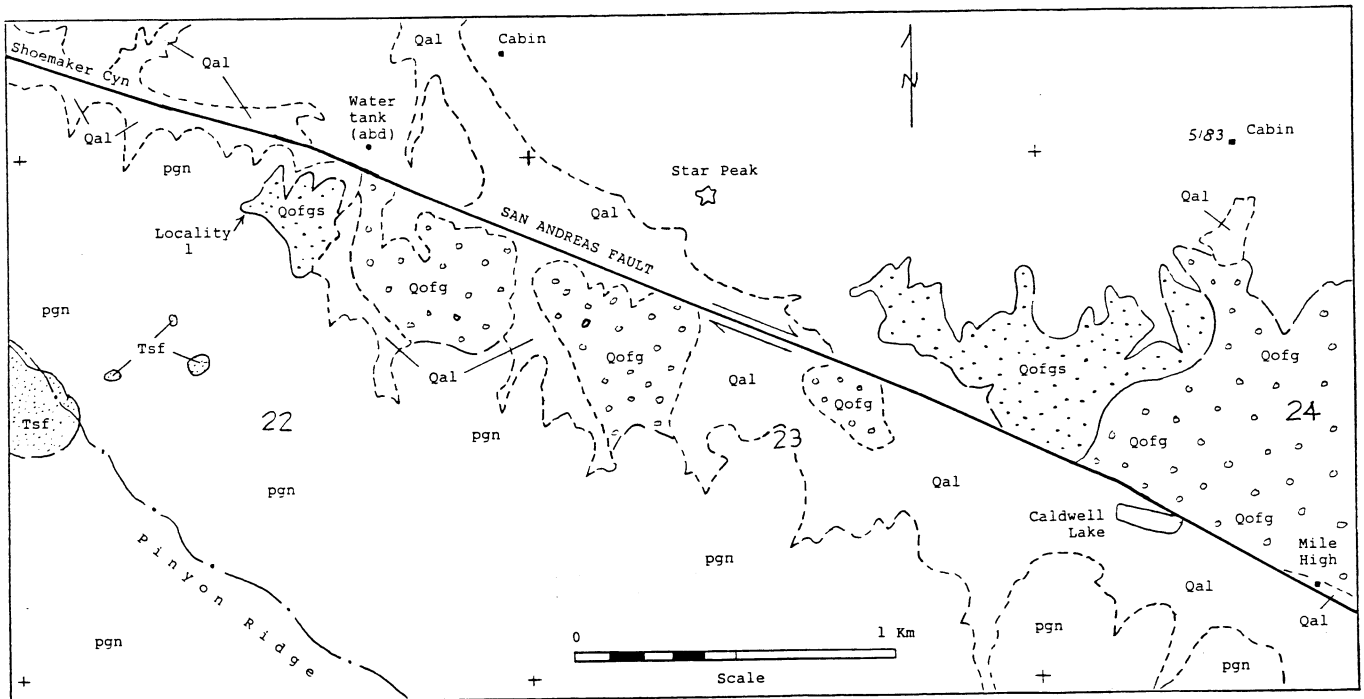 Shoemaker Cyn
Qal
Qal
Cabin
N
Water
tank
(abd)
5183
Cabin
Qal
pgn
Star Peak
Qal
Qofgs
Locality
1
SAN ANDREAS FAULT
Qal
Qofg
pgn
Tsf
Qofg
Qofgs
Qofg
Qal
Qal
Qofg
Tsf
22
pgn
23
Qofg
24
pgn
Qal
Caldwell
Lake
Qofg
Mile
High
Pinyon Ridge
pgn
Qal
pgn
0
1 Km
Scale
pgn
Qal
pgn